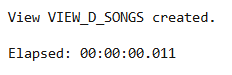 View VIEW_D_SONGS created.
Elapsed: 00:00:00.011